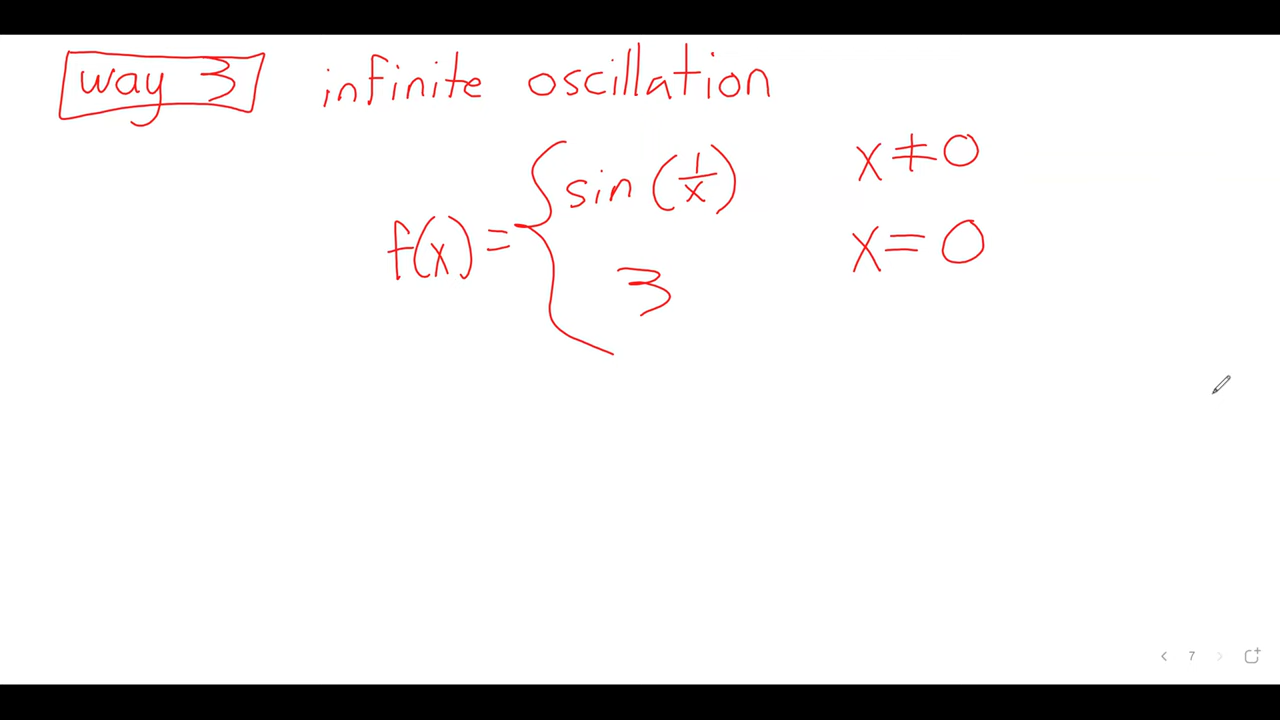 way 3 infinite oscillation
f(x) = { sin (1/x) x ≠ 0
3 x = 0
7